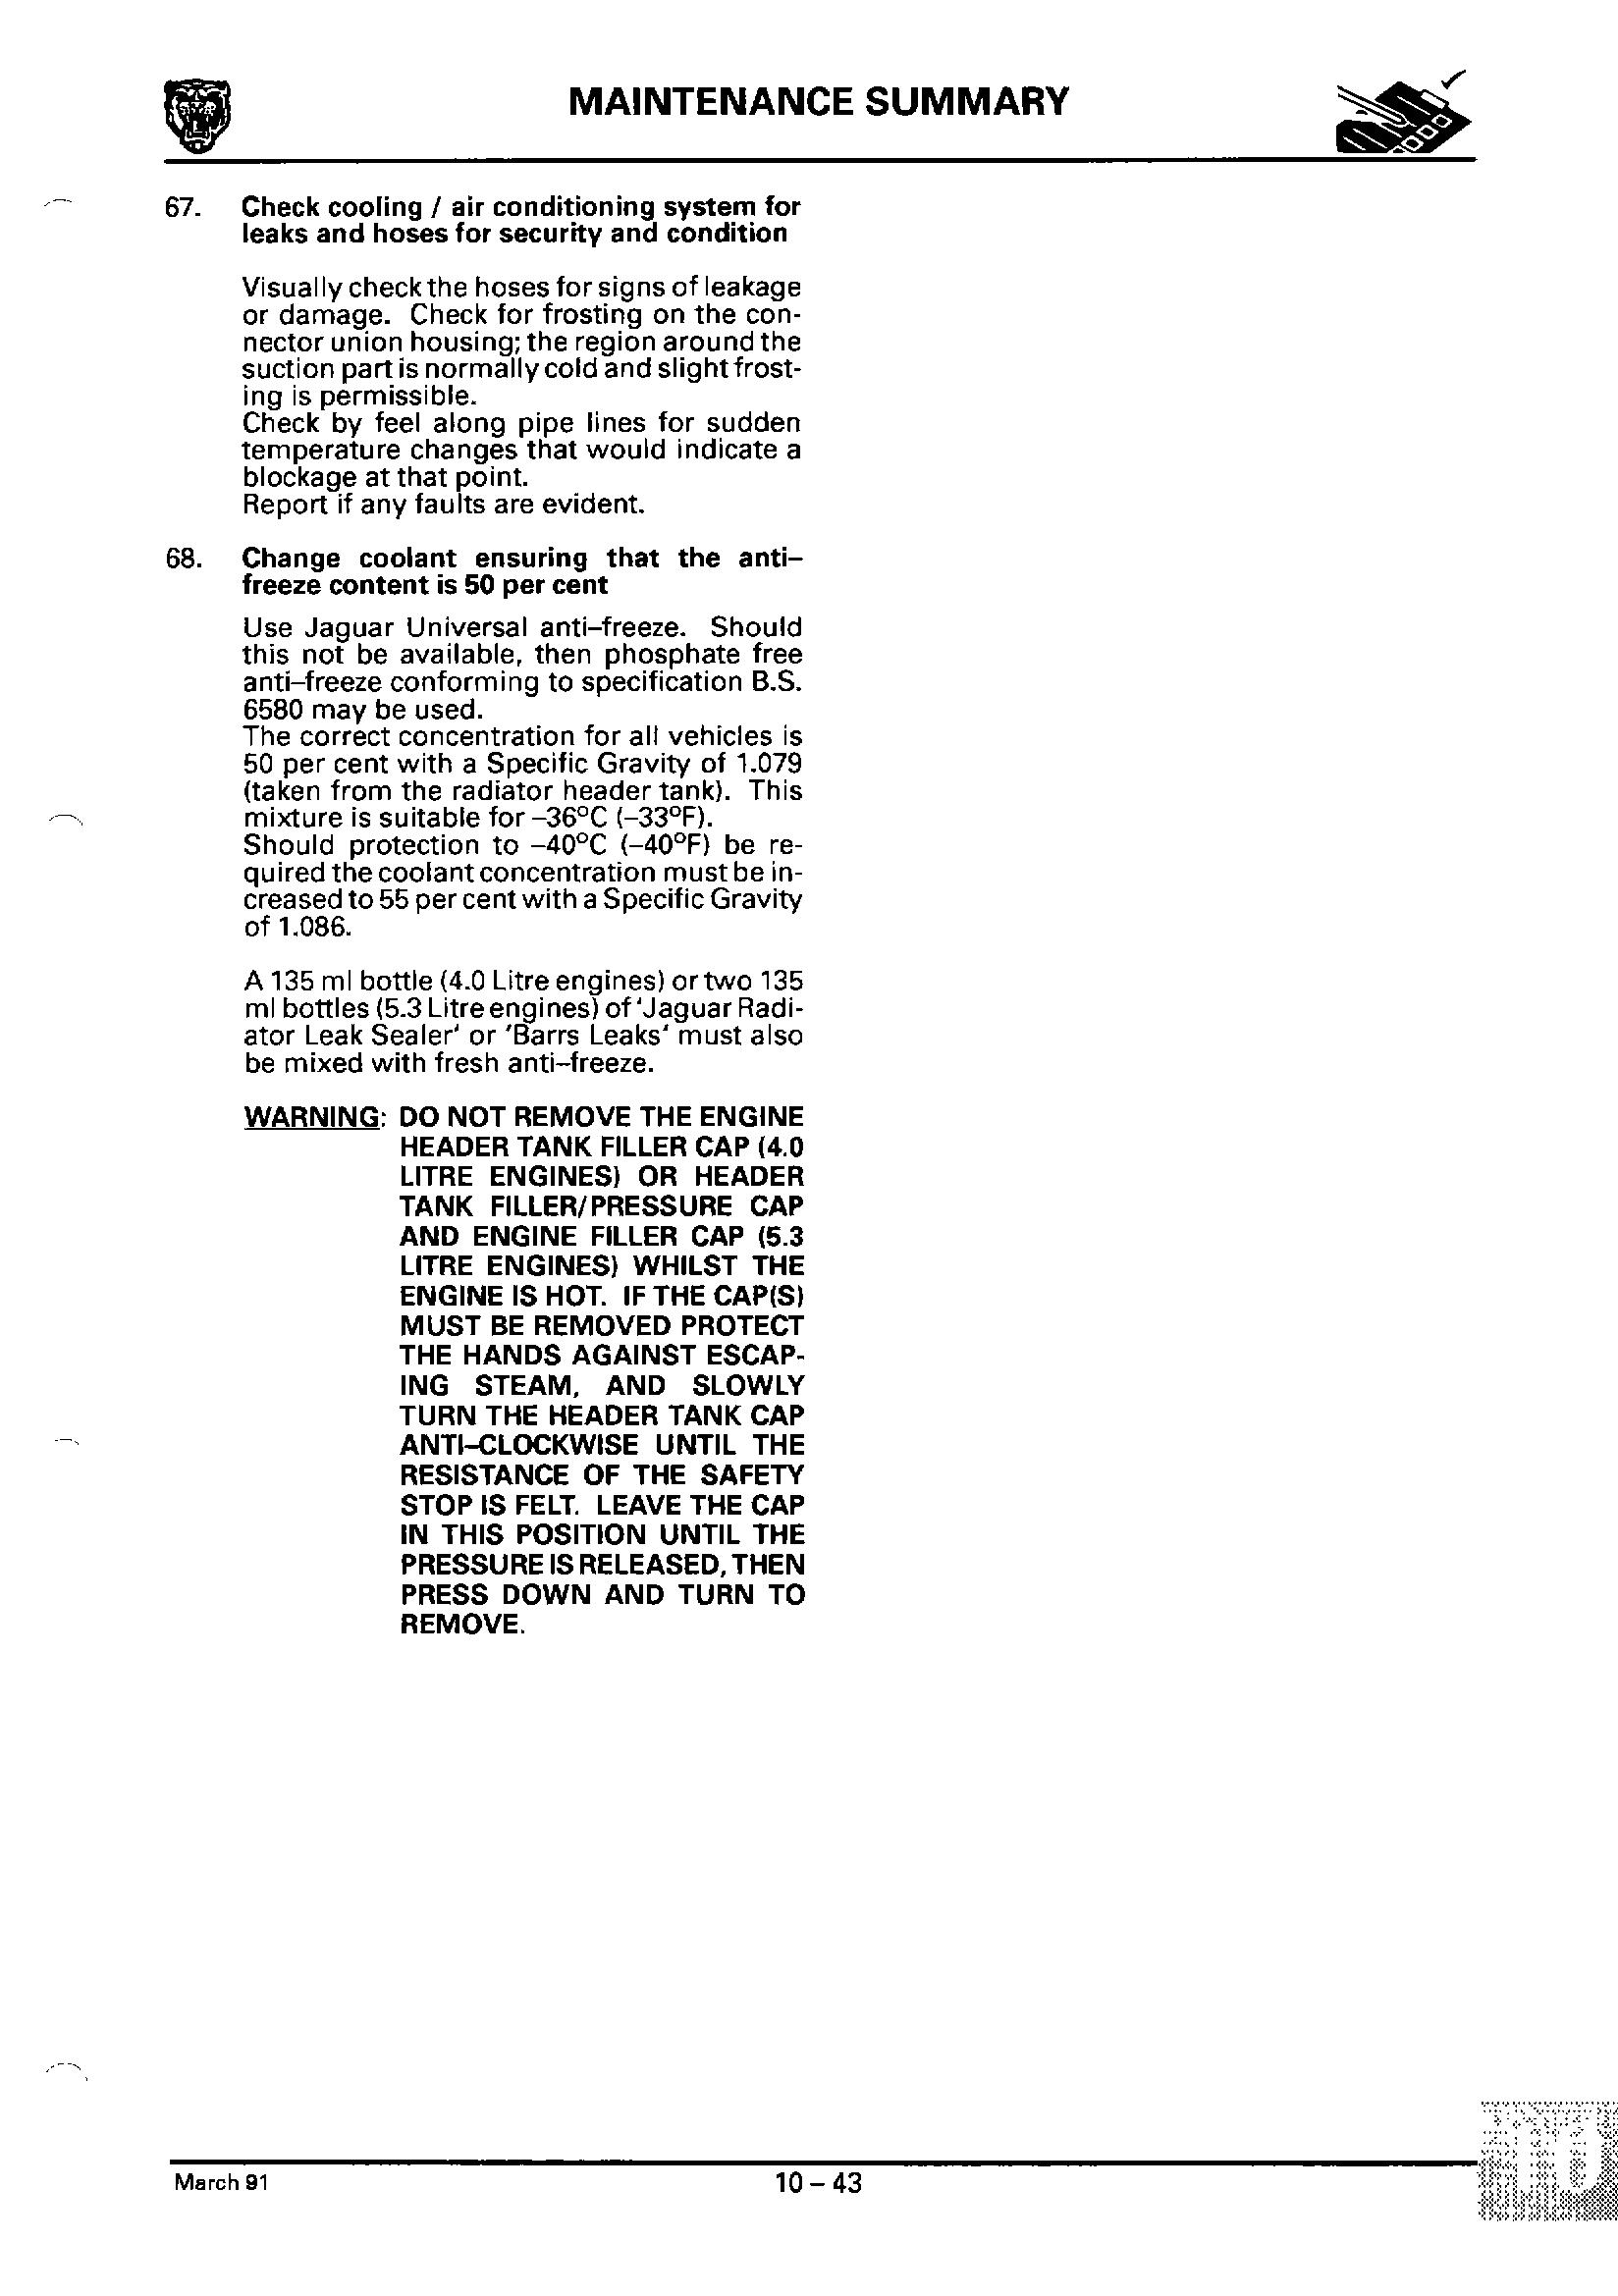 MAINTENANCE SUMMARY
67. Check cooling / air conditioning system for
leaks and hoses for security and condition
Visually check the hoses for signs of leakage
or damage. Check for frosting on the con-
nector union housing; the region around the
suction part is normally cold and slight frost-
ing is permissible.
Check by feel along pipe lines for sudden
temperature changes that would indicate a
blockage at that point.
Report if any faults are evident.
68. Change coolant ensuring that the anti–
freeze content is 50 per cent
Use Jaguar Universal anti–freeze. Should
this not be available, then phosphate free
anti–freeze conforming to specification B.S.
6580 may be used.
The correct concentration for all vehicles is
50 per cent with a Specific Gravity of 1.079
(taken from the radiator header tank). This
mixture is suitable for –36°C (–33°F).
Should protection to –40°C (–40°F) be re-
quired the coolant concentration must be in-
creased to 55 per cent with a Specific Gravity
of 1.086.
A 135 ml bottle (4.0 Litre engines) or two 135
ml bottles (5.3 Litre engines) of 'Jaguar Radi-
ator Leak Sealer' or 'Barrs Leaks' must also
be mixed with fresh anti–freeze.
WARNING: DO NOT REMOVE THE ENGINE
HEADER TANK FILLER CAP (4.0
LITRE ENGINES) OR HEADER
TANK FILLER/PRESSURE CAP
AND ENGINE FILLER CAP (5.3
LITRE ENGINES) WHILST THE
ENGINE IS HOT. IF THE CAP(S)
MUST BE REMOVED PROTECT
THE HANDS AGAINST ESCAP-
ING STEAM, AND SLOWLY
TURN THE HEADER TANK CAP
ANTI–CLOCKWISE UNTIL THE
RESISTANCE OF THE SAFETY
STOP IS FELT. LEAVE THE CAP
IN THIS POSITION UNTIL THE
PRESSURE IS RELEASED, THEN
PRESS DOWN AND TURN TO
REMOVE.
10
March 91
10 – 43